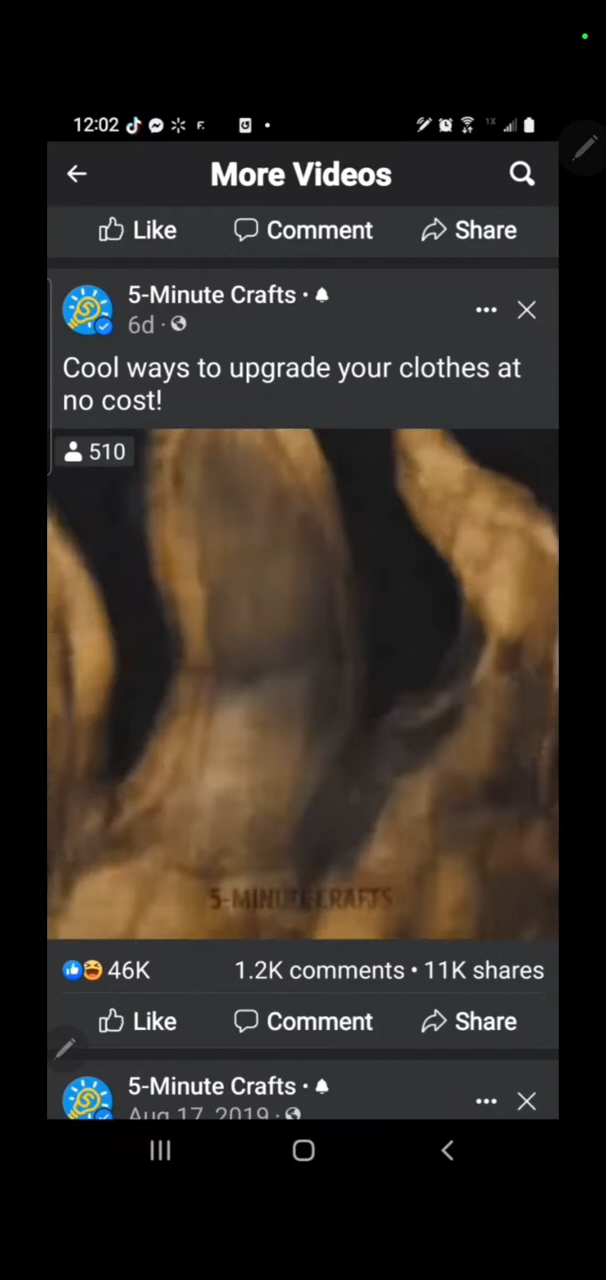 12:02
1X
More Videos
Like Comment Share
5-Minute Crafts •
6d ·
Cool ways to upgrade your clothes at
no cost!
510
5-MINUTE CRAFTS
46K 1.2K comments • 11K shares
Like Comment Share
5-Minute Crafts •
Aug 17, 2019 ·